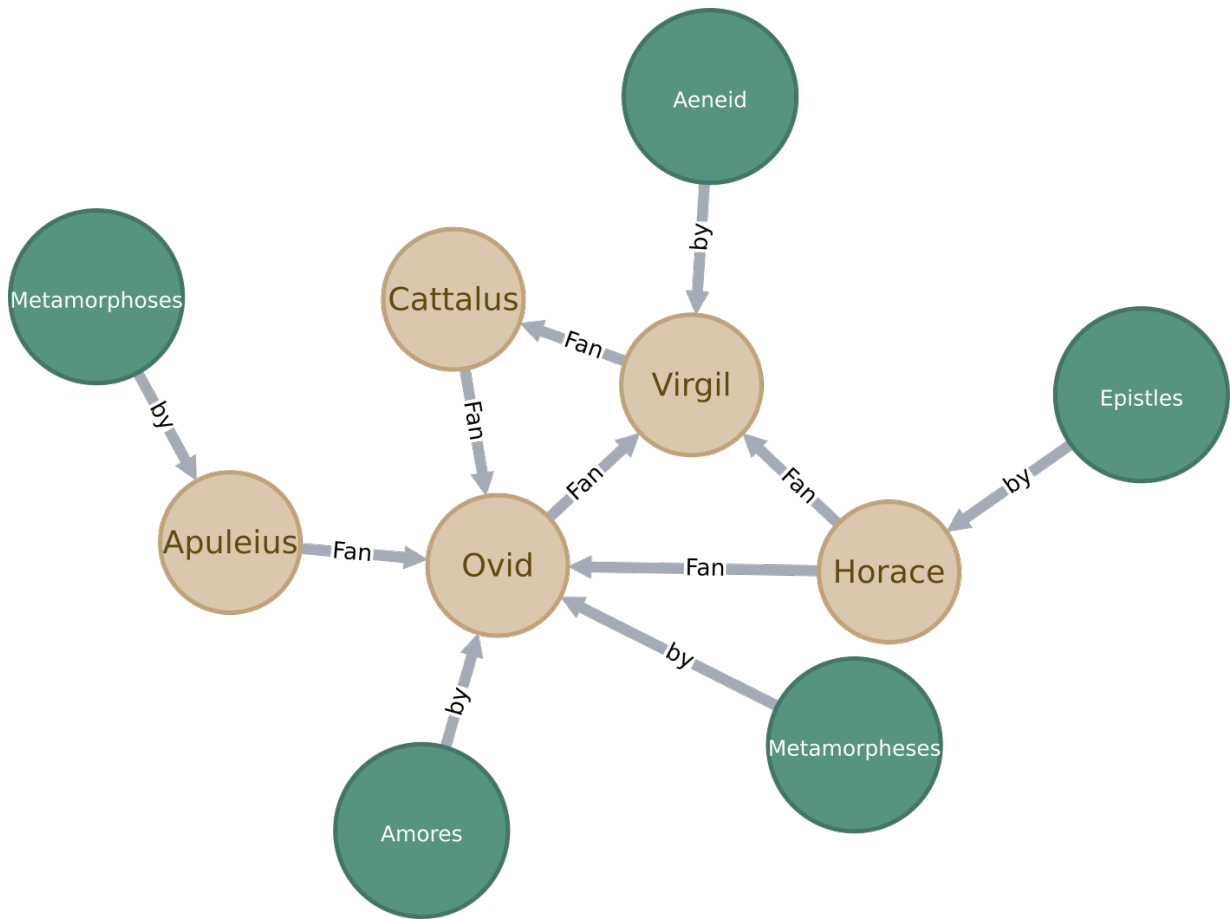 Aeneid
by
Metamorphoses
Cattalus
Fan
Virgil
Epistles
by
Fan
by
Fan
Fan
by
Apuleius
Fan
Ovid
Fan
Horace
by
by
Metamorpheses
Amores